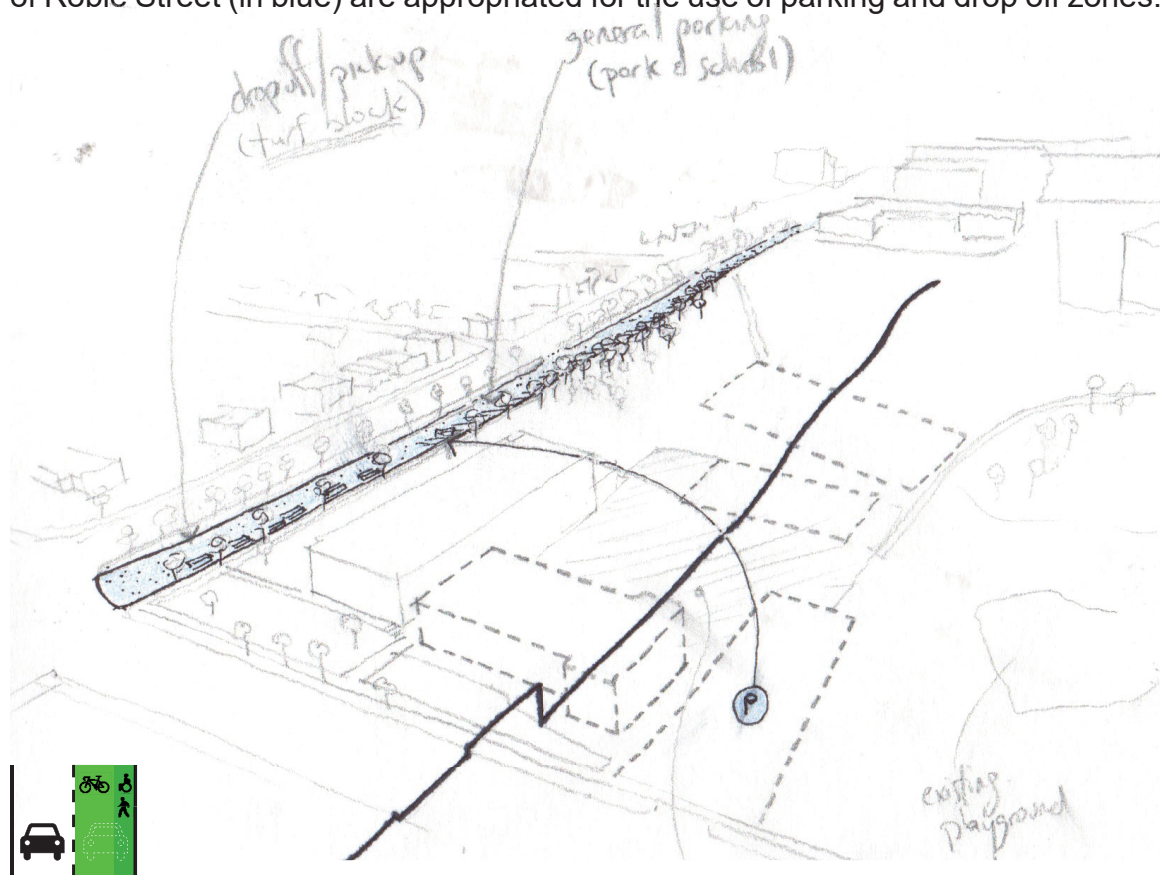 of Robie Street (in blue) are appropriated for the use of parking and drop off zones.
general parking
(park & school)
dropoff/pickup
(turf block)
P
existing
playground